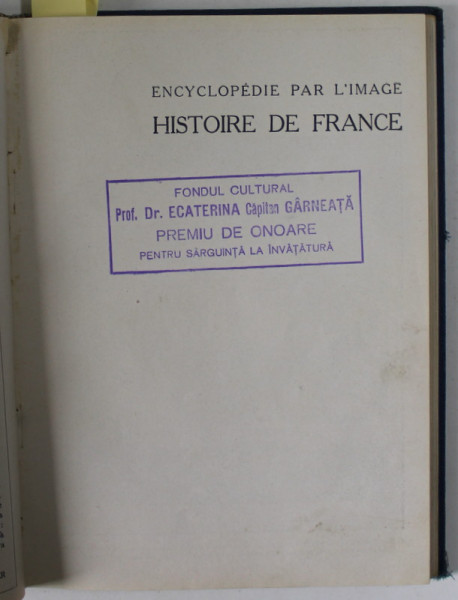 ENCYCLOPÉDIE PAR L'IMAGE
HISTOIRE DE FRANCE
FONDUL CULTURAL
Prof. Dr. ECATERINA Căpitan GÂRNEAȚĂ
PREMIU DE ONOARE
PENTRU SÂRGUINȚĂ LA ÎNVĂȚĂTURĂ